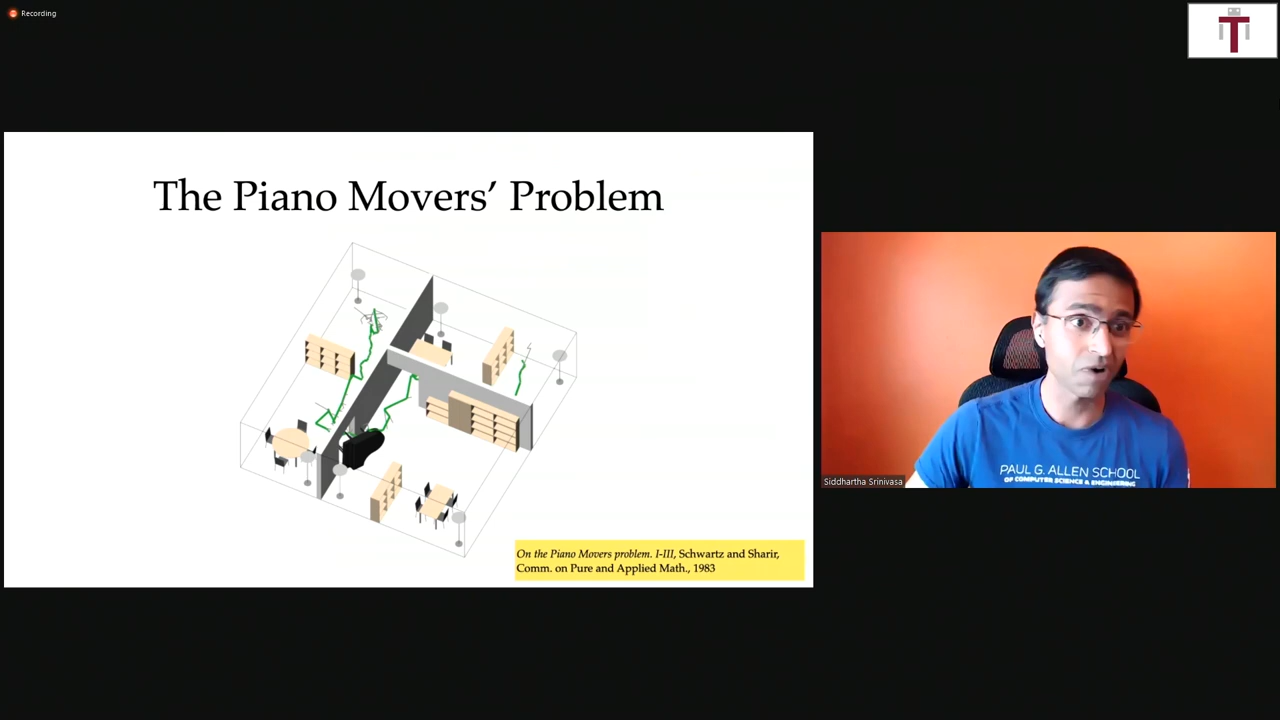 Recording
T
The Piano Movers’ Problem
On the Piano Movers problem. I-III, Schwartz and Sharir,
Comm. on Pure and Applied Math., 1983
PAUL G. ALLEN SCHOOL
OF COMPUTER SCIENCE & ENGINEERING
Siddhartha Srinivasa